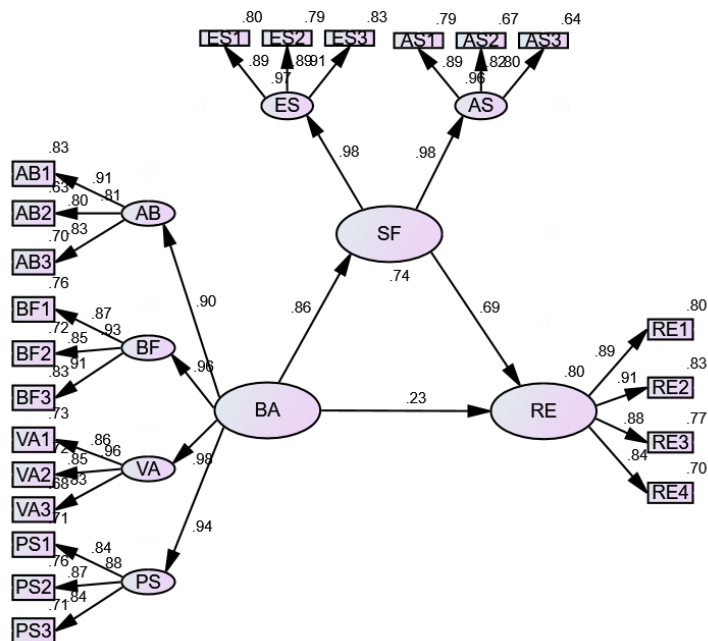 .80 .79 .83 .79 .67 .64
ES1 ES2 ES3 AS1 AS2 AS3
.89 .89 .91 .89 .82 .80
.97 .96
ES AS
.98 .98
.83
AB1 .91
.63 .80 .81
AB2 AB
.70 .83
AB3
SF
.74
.76
BF1 .87
.72 .85 .93
BF2 BF
.83 .91
BF3
.90
.86
.69
.96
.80
RE1
.89
.83
RE2
.91
.80
BA .23 RE
.88 .77
RE3
.84 .70
RE4
.73
VA1 .86
.72 .85 .96
VA2 VA
.68 .83
VA3
.98
.94
.71
PS1 .84
.76 .87 .88
PS2 PS
.71 .84
PS3